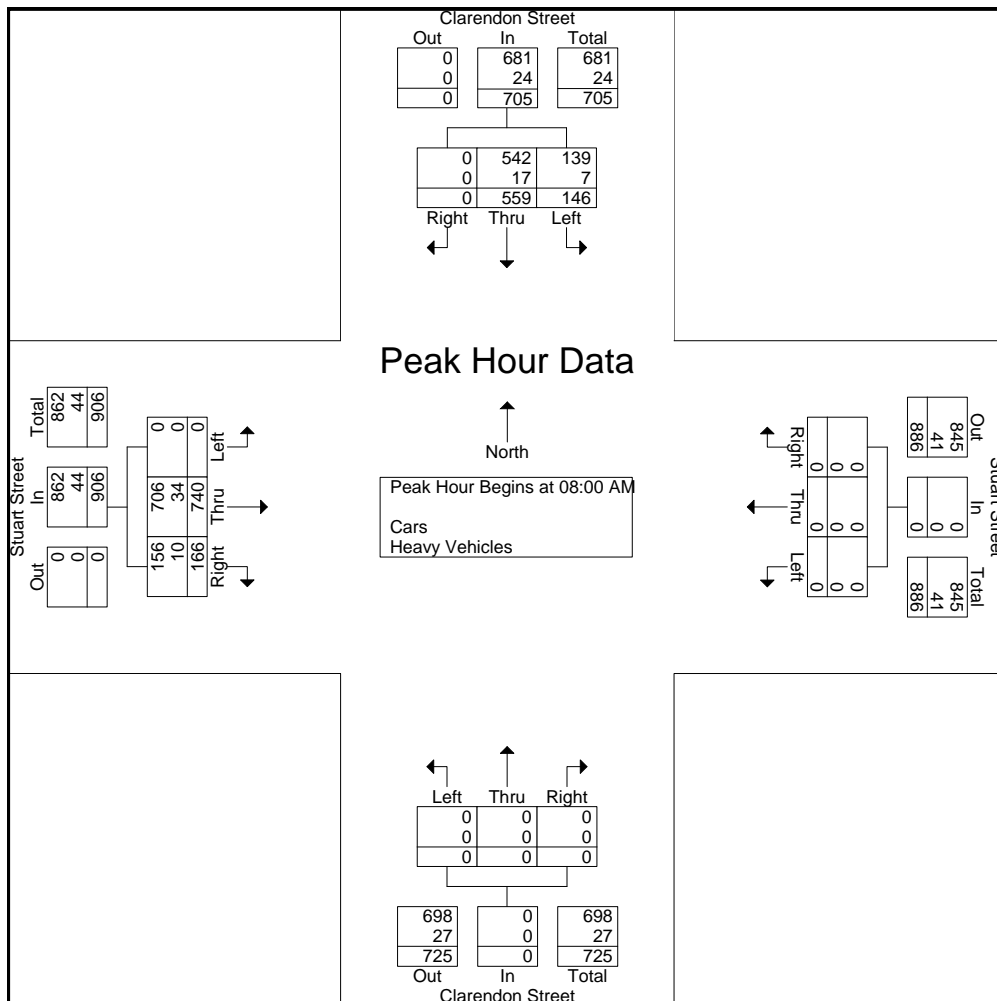 Clarendon Street
Out In Total
0 681 681
0 24 24
0 705 705
0 542 139
0 17 7
0 559 146
Right Thru Left
Peak Hour Data
North
Peak Hour Begins at 08:00 AM
Cars
Heavy Vehicles
Stuart Street
Out In Total
0 862 862
0 44 44
0 906 906
Right Thru Left
156 706 0
10 34 0
166 740 0
Stuart Street
Out In Total
845 0 845
41 0 41
886 0 886
Right Thru Left
0 0 0
0 0 0
0 0 0
Left Thru Right
0 0 0
0 0 0
0 0 0
698 0 698
27 0 27
725 0 725
Out In Total
Clarendon Street